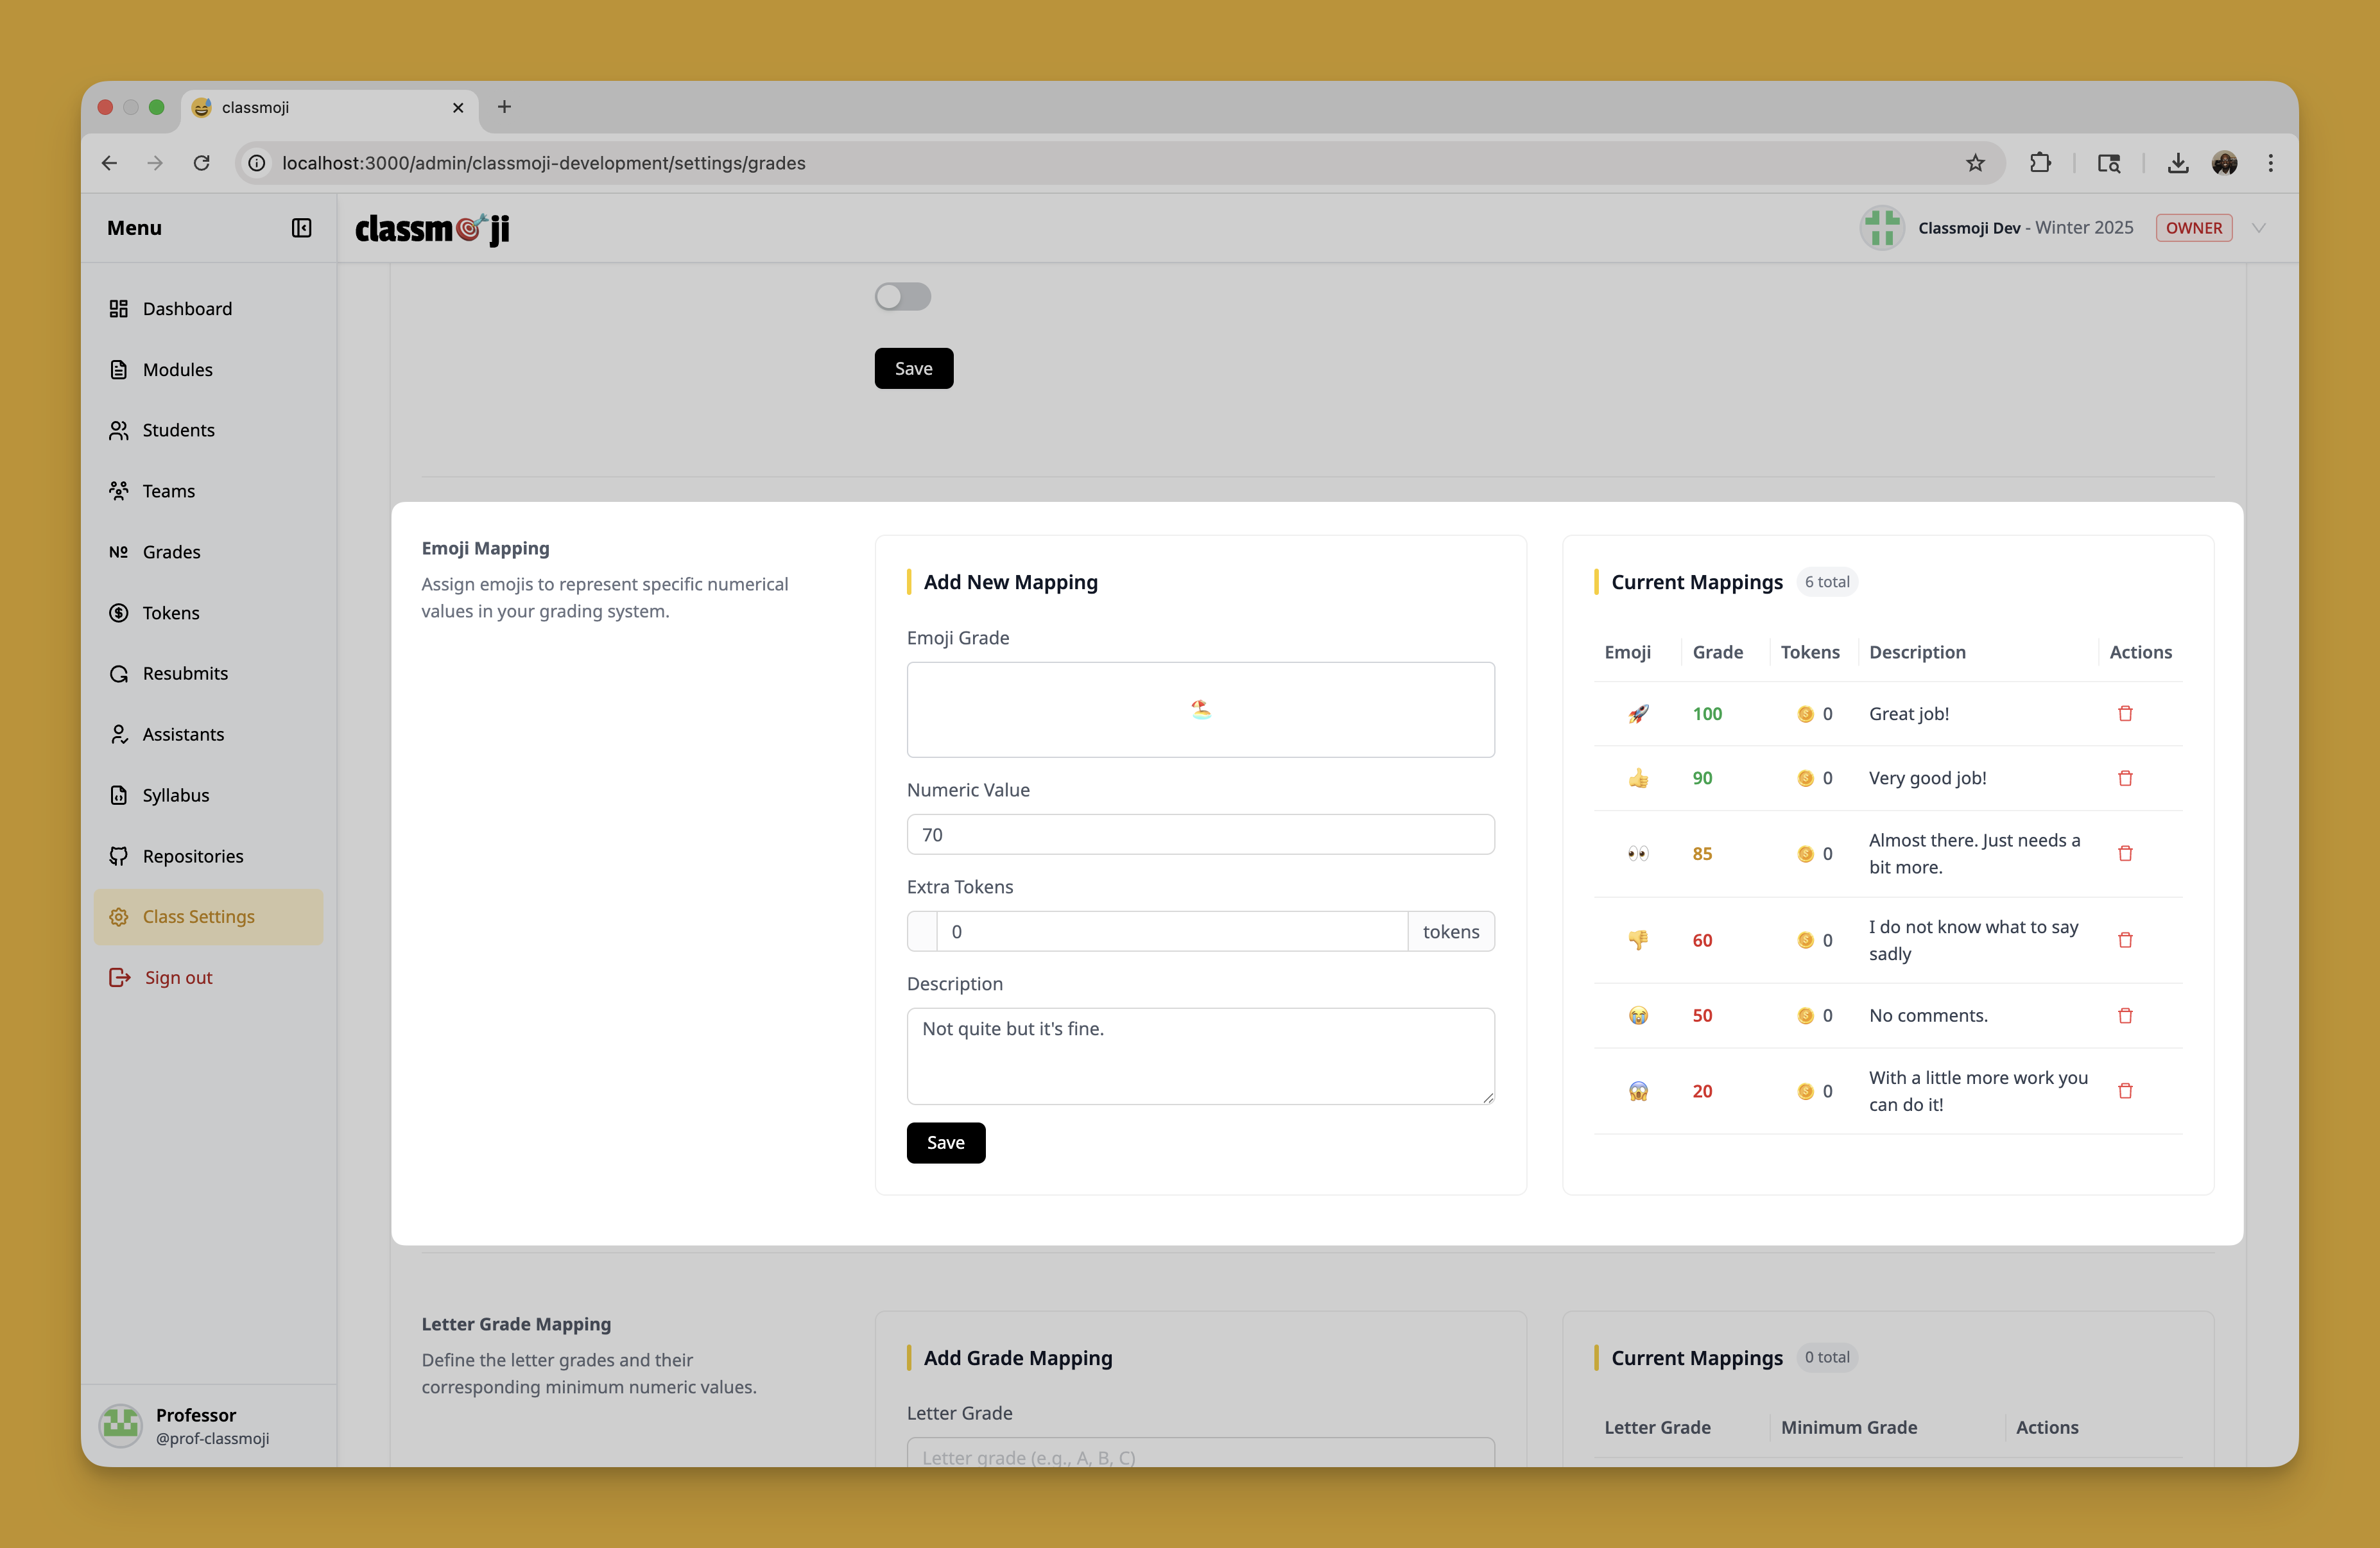 classmoji
localhost:3000/admin/classmoji-development/settings/grades
Menu
classm🎯ji
Classmoji Dev - Winter 2025
OWNER
Dashboard
Modules
Students
Teams
Grades
Tokens
Resubmits
Assistants
Syllabus
Repositories
Class Settings
Sign out
Professor
@prof-classmoji
Save
Emoji Mapping
Assign emojis to represent specific numerical
values in your grading system.
Add New Mapping
Emoji Grade
🏖️
Numeric Value
70
Extra Tokens
0 tokens
Description
Not quite but it's fine.
Save
Current Mappings 6 total
Emoji Grade Tokens Description Actions
🚀 100 0 Great job!
👍 90 0 Very good job!
👀 85 0 Almost there. Just needs a
bit more.
👎 60 0 I do not know what to say
sadly
😭 50 0 No comments.
😱 20 0 With a little more work you
can do it!
Letter Grade Mapping
Define the letter grades and their
corresponding minimum numeric values.
Add Grade Mapping
Letter Grade
Letter grade (e.g., A, B, C)
Current Mappings 0 total
Letter Grade Minimum Grade Actions